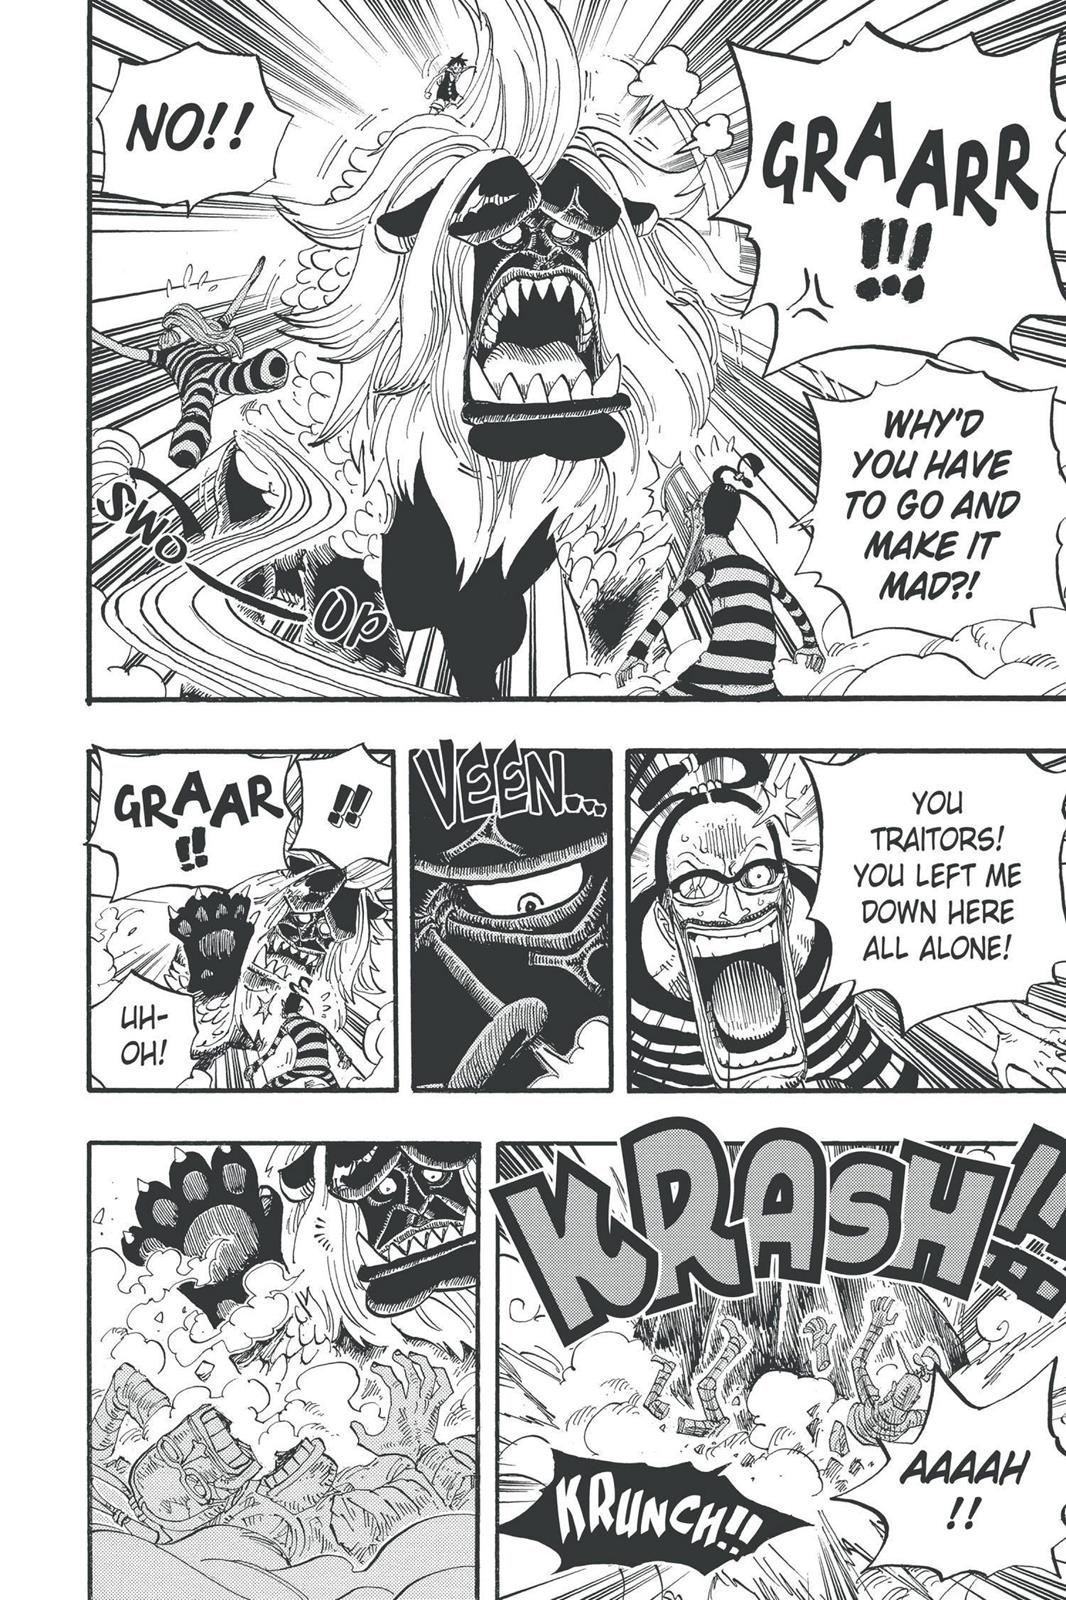 GRAARR
!!!
WHY'D
YOU HAVE
TO GO AND
MAKE IT
MAD?!
NO!!
SWO
OP
YOU
TRAITORS!
YOU LEFT ME
DOWN HERE
ALL ALONE!
VEEN...
!!
GRAAR
!!
UH-
OH!
KRASH!!
AAAAH
!!
KRUNCH!!